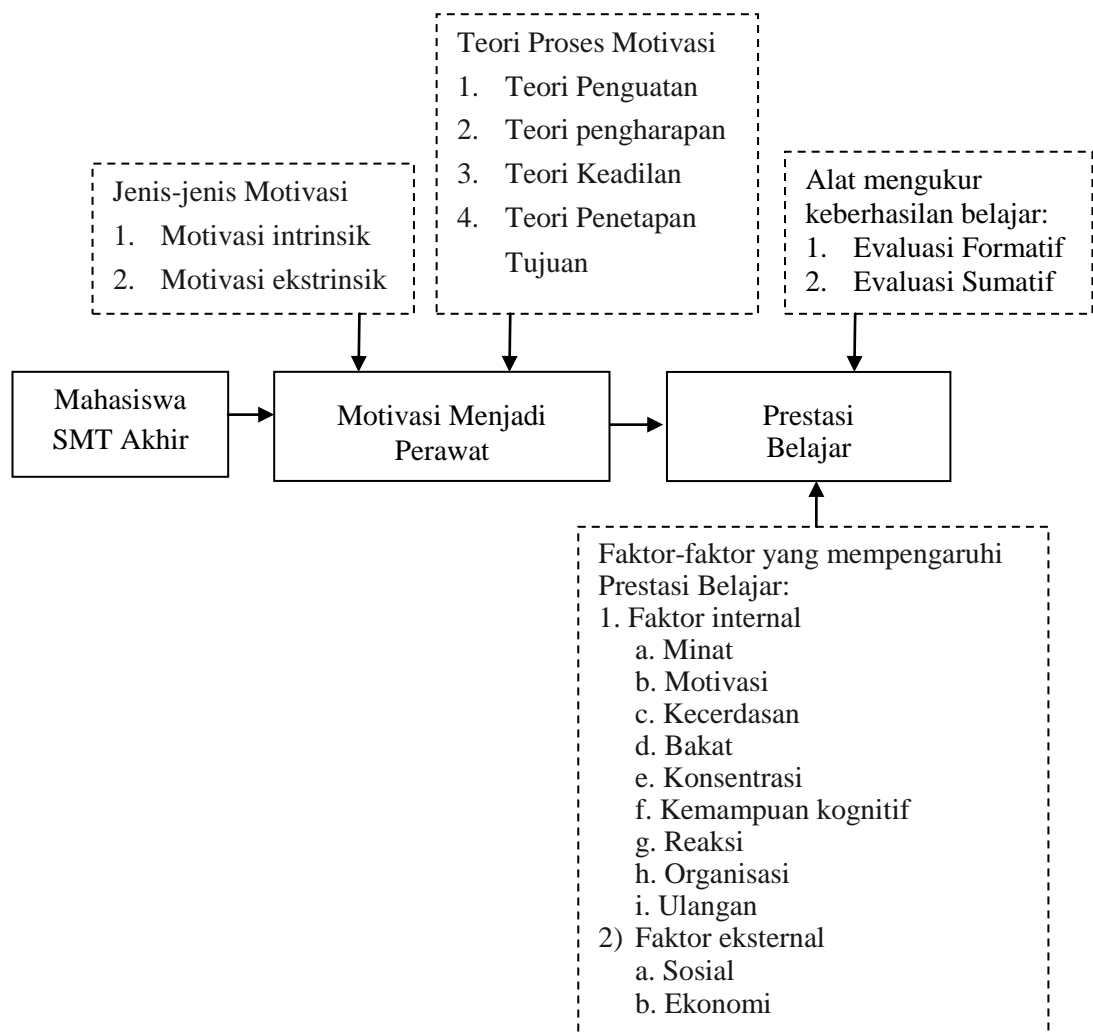 Teori Proses Motivasi
1. Teori Penguatan
2. Teori pengharapan
3. Teori Keadilan
4. Teori Penetapan
Tujuan
Jenis-jenis Motivasi
1. Motivasi intrinsik
2. Motivasi ekstrinsik
Alat mengukur
keberhasilan belajar:
1. Evaluasi Formatif
2. Evaluasi Sumatif
Mahasiswa
SMT Akhir
Motivasi Menjadi
Perawat
Prestasi
Belajar
Faktor-faktor yang mempengaruhi
Prestasi Belajar:
1. Faktor internal
a. Minat
b. Motivasi
c. Kecerdasan
d. Bakat
e. Konsentrasi
f. Kemampuan kognitif
g. Reaksi
h. Organisasi
i. Ulangan
2) Faktor eksternal
a. Sosial
b. Ekonomi